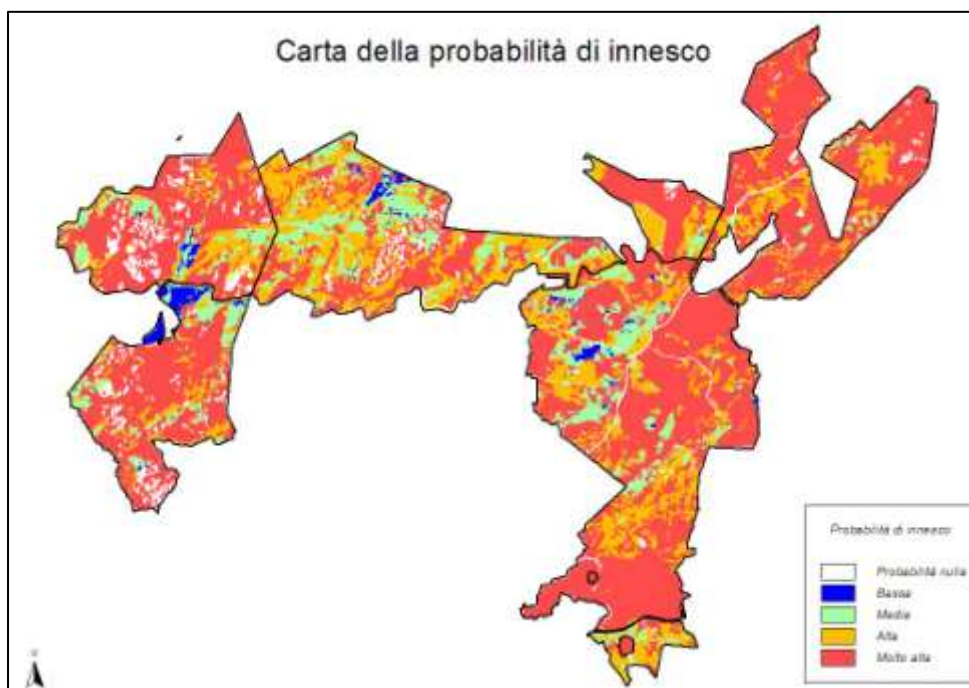 Carta della probabilità di innesco
Probabilità di innesco
Probabilità nulla
Bassa
Media
Alta
Molto alta